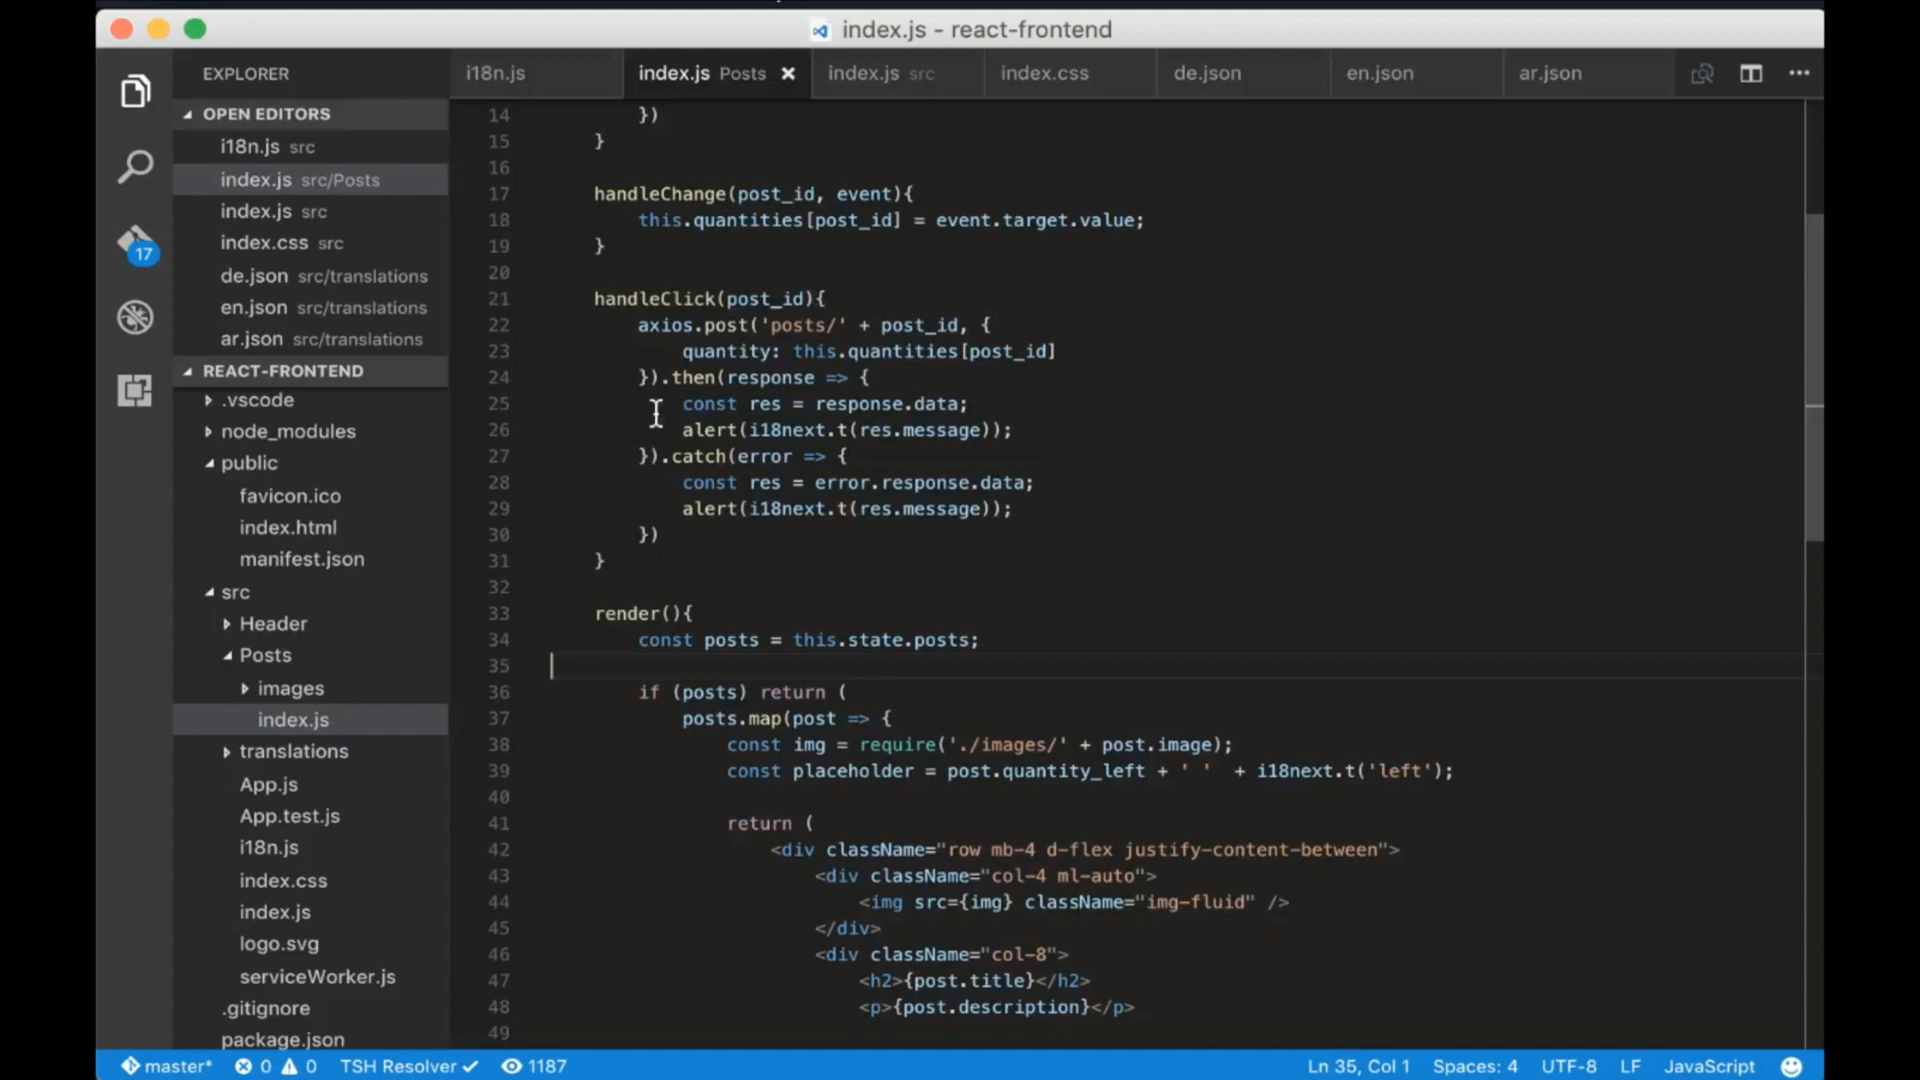 index.js - react-frontend
EXPLORER
OPEN EDITORS
i18n.js src
index.js src/Posts
index.js src
index.css src
de.json src/translations
en.json src/translations
ar.json src/translations
REACT-FRONTEND
.vscode
node_modules
public
favicon.ico
index.html
manifest.json
src
Header
Posts
images
index.js
translations
App.js
App.test.js
i18n.js
index.css
index.js
logo.svg
serviceWorker.js
.gitignore
package.json
17
i18n.js index.js Posts index.js src index.css de.json en.json ar.json
14 })
15 }
16
17 handleChange(post_id, event){
18 this.quantities[post_id] = event.target.value;
19 }
20
21 handleClick(post_id){
22 axios.post('posts/' + post_id, {
23 quantity: this.quantities[post_id]
24 }).then(response => {
25 const res = response.data;
26 alert(i18next.t(res.message));
27 }).catch(error => {
28 const res = error.response.data;
29 alert(i18next.t(res.message));
30 })
31 }
32
33 render(){
34 const posts = this.state.posts;
35
36 if (posts) return (
37 posts.map(post => {
38 const img = require('./images/' + post.image);
39 const placeholder = post.quantity_left + ' ' + i18next.t('left');
40
41 return (
42 <div className="row mb-4 d-flex justify-content-between">
43 <div className="col-4 ml-auto">
44 <img src={img} className="img-fluid" />
45 </div>
46 <div className="col-8">
47 <h2>{post.title}</h2>
48 <p>{post.description}</p>
49
master* 0 0 TSH Resolver 1187 Ln 35, Col 1 Spaces: 4 UTF-8 LF JavaScript